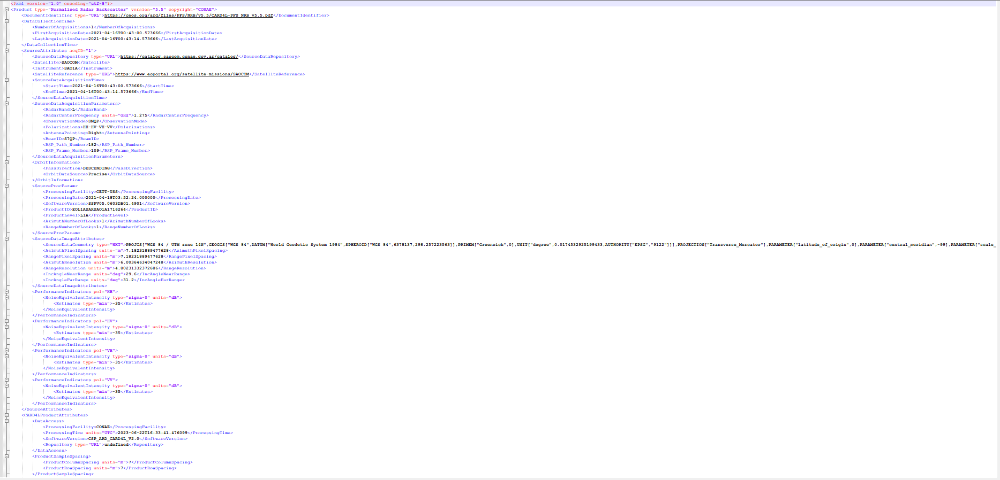 <?xml version="1.0" encoding="utf-8"?>
<Product type="Normalised Radar Backscatter" version="5.5" copyright="CONAE">
<DocumentIdentifier type="URL">https://ceos.org/ard/files/PFS/NRB/v5.5/CARD4L-PFS_NRB_v5.5.pdf</DocumentIdentifier>
<DataCollectionTime>
<NumberOfAcquisitions>1</NumberOfAcquisitions>
<FirstAcquisitionDate>2021-04-16T00:43:00.573666</FirstAcquisitionDate>
<LastAcquisitionDate>2021-04-16T00:43:14.573666</LastAcquisitionDate>
</DataCollectionTime>
<SourceAttributes acqID="1">
<SourceDataRepository type="URL">https://catalog.saocom.conae.gov.ar/catalog/</SourceDataRepository>
<Satellite>SAOCOM</Satellite>
<Instrument>SAO1A</Instrument>
<SatelliteReference type="URL">https://www.eoportal.org/satellite-missions/SAOCOM</SatelliteReference>
<SourceDataAcquisitionTime>
<StartTime>2021-04-16T00:43:00.573666</StartTime>
<EndTime>2021-04-16T00:43:14.573666</EndTime>
</SourceDataAcquisitionTime>
<SourceDataAcquisitionParameters>
<RadarBand>L</RadarBand>
<RadarCenterFrequency units="GHz">1.275</RadarCenterFrequency>
<ObservationMode>SMQP</ObservationMode>
<Polarizations>HH-HV-VH-VV</Polarizations>
<AntennaPointing>Right</AntennaPointing>
<BeamID>S7QP</BeamID>
<RSP_Path_Number>182</RSP_Path_Number>
<RSP_Frame_Number>109</RSP_Frame_Number>
</SourceDataAcquisitionParameters>
<OrbitInformation>
<PassDirection>DESCENDING</PassDirection>
<OrbitDataSource>Precise</OrbitDataSource>
</OrbitInformation>
<SourceProcParam>
<ProcessingFacility>CETT-USS</ProcessingFacility>
<ProcessingDate>2021-04-18T03:52:24.000000</ProcessingDate>
<SoftwareVersion>SSPV05.0603DB01.4901</SoftwareVersion>
<ProductID>EOL1ASARSAO1A1716264</ProductID>
<ProductLevel>L1A</ProductLevel>
<AzimuthNumberOfLooks>1</AzimuthNumberOfLooks>
<RangeNumberOfLooks>1</RangeNumberOfLooks>
</SourceProcParam>
<SourceDataImageAttributes>
<SourceDataGeometry type="WKT">PROJCS["WGS 84 / UTM zone 14N",GEOGCS["WGS 84",DATUM["World Geodetic System 1984",SPHEROID["WGS 84",6378137,298.257223563]],PRIMEM["Greenwich",0],UNIT["degree",0.0174532925199433,AUTHORITY["EPSG","9122"]]],PROJECTION["Transverse_Mercator"],PARAMETER["latitude_of_origin",0],PARAMETER["central_meridian",-99],PARAMETER["scale_
<AzimuthPixelSpacing units="m">7.18231889477628</AzimuthPixelSpacing>
<RangePixelSpacing units="m">7.18231889477628</RangePixelSpacing>
<AzimuthResolution units="m">6.00364634047248</AzimuthResolution>
<RangeResolution units="m">4.80231332372686</RangeResolution>
<IncAngleNearRange units="deg">29.6</IncAngleNearRange>
<IncAngleFarRange units="deg">31.2</IncAngleFarRange>
</SourceDataImageAttributes>
<PerformanceIndicators pol="HH">
<NoiseEquivalentIntensity type="sigma-0" units="dB">
<Estimates type="min">-35</Estimates>
</NoiseEquivalentIntensity>
</PerformanceIndicators>
<PerformanceIndicators pol="HV">
<NoiseEquivalentIntensity type="sigma-0" units="dB">
<Estimates type="min">-35</Estimates>
</NoiseEquivalentIntensity>
</PerformanceIndicators>
<PerformanceIndicators pol="VH">
<NoiseEquivalentIntensity type="sigma-0" units="dB">
<Estimates type="min">-35</Estimates>
</NoiseEquivalentIntensity>
</PerformanceIndicators>
<PerformanceIndicators pol="VV">
<NoiseEquivalentIntensity type="sigma-0" units="dB">
<Estimates type="min">-35</Estimates>
</NoiseEquivalentIntensity>
</PerformanceIndicators>
</SourceAttributes>
<CARD4LProductAttributes>
<DataAccess>
<ProcessingFacility>CONAE</ProcessingFacility>
<ProcessingTime units="UTC">2023-06-22T16:33:41.476099</ProcessingTime>
<SoftwareVersion>CSP_ARD_CARD4L_V2.0</SoftwareVersion>
<Repository type="URL">undefined</Repository>
</DataAccess>
<ProductSampleSpacing>
<ProductColumnSpacing units="m">7</ProductColumnSpacing>
<ProductRowSpacing units="m">7</ProductRowSpacing>
</ProductSampleSpacing>